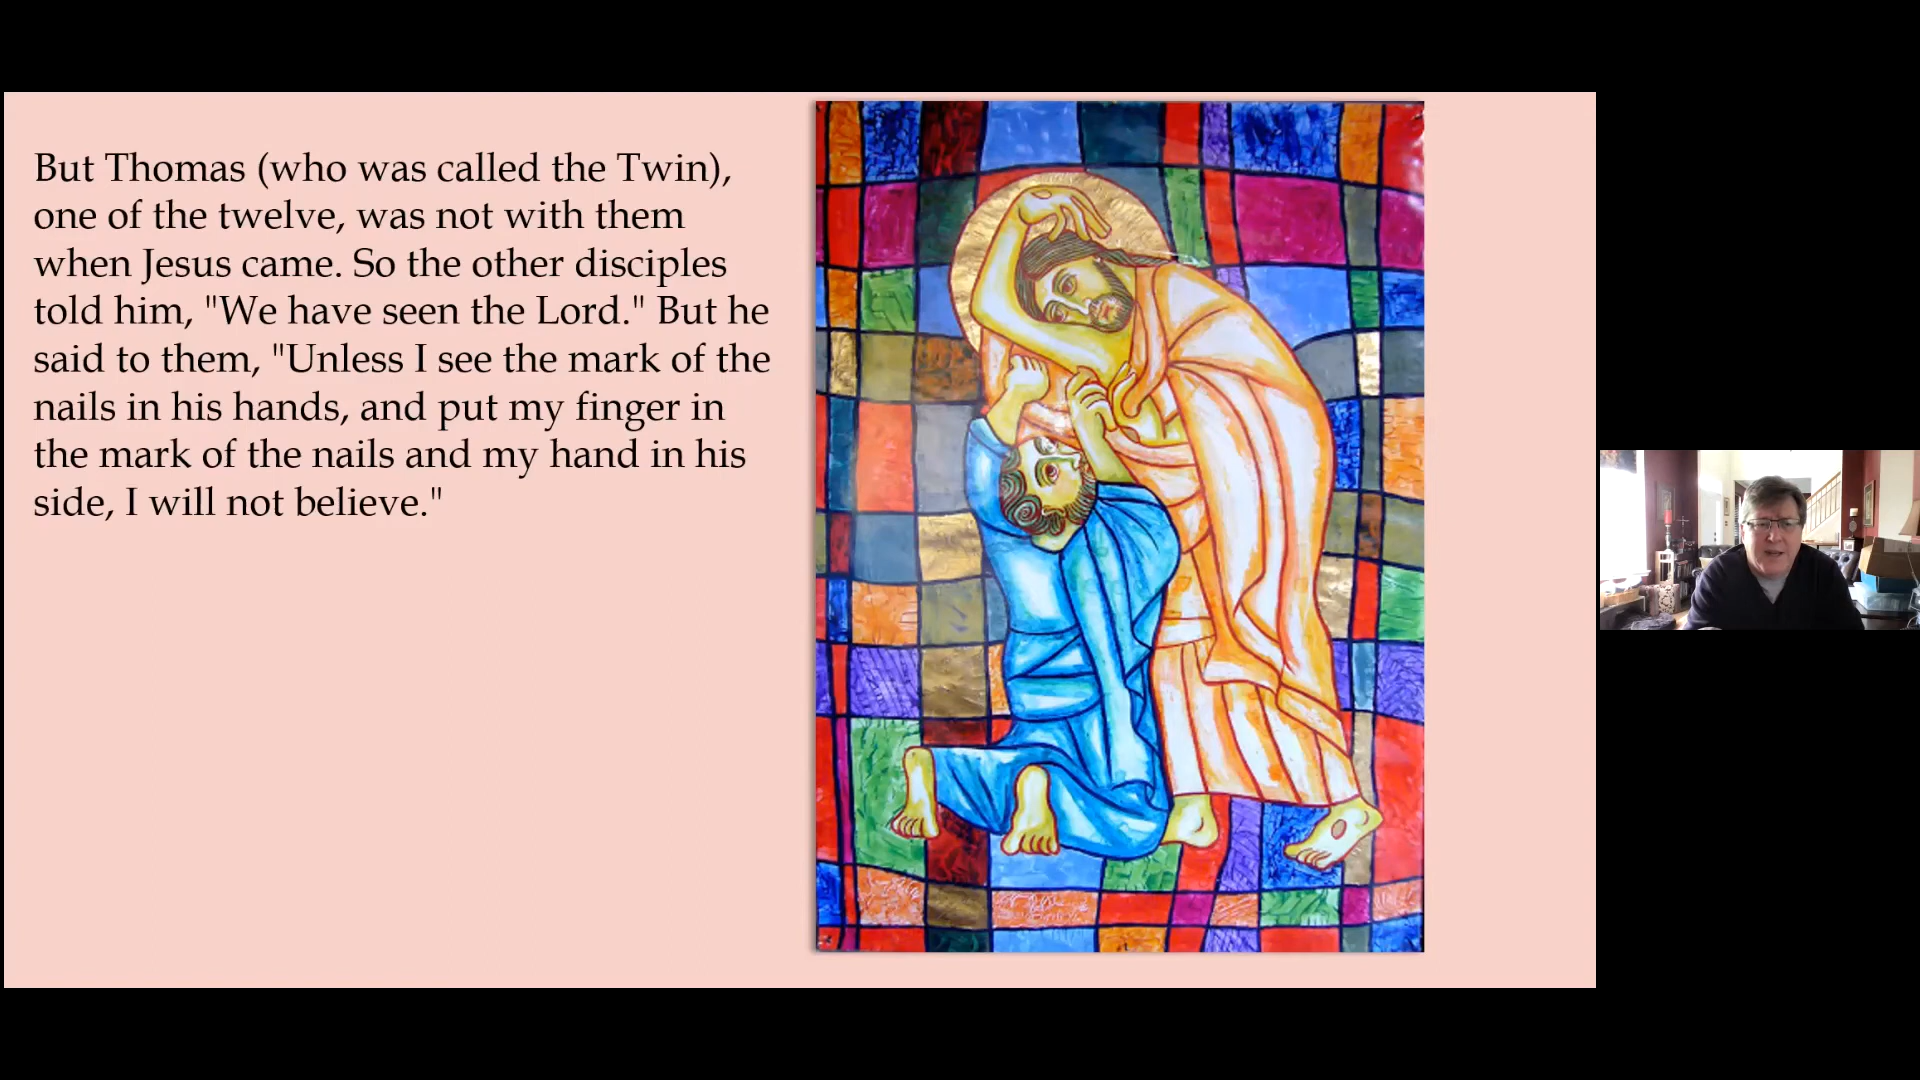 But Thomas (who was called the Twin),
one of the twelve, was not with them
when Jesus came. So the other disciples
told him, "We have seen the Lord." But he
said to them, "Unless I see the mark of the
nails in his hands, and put my finger in
the mark of the nails and my hand in his
side, I will not believe."